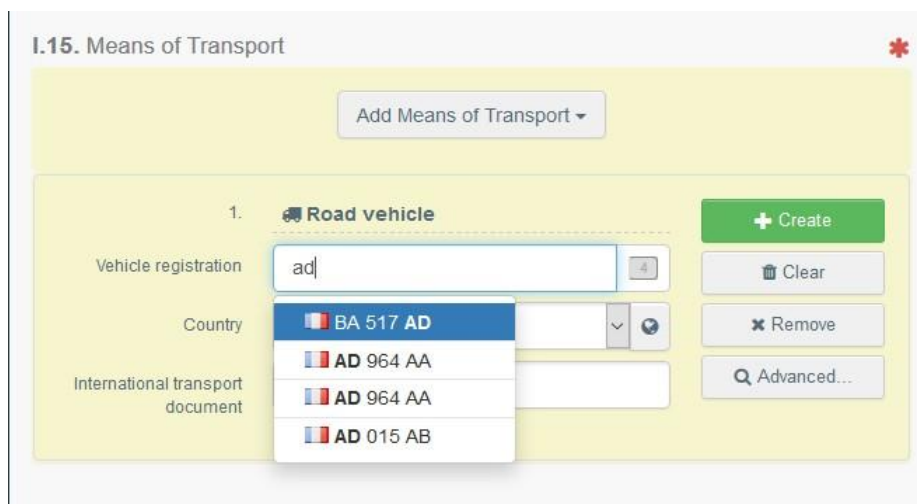 I.15. Means of Transport *
Add Means of Transport
1. Road vehicle
Create
Vehicle registration ad 4
Clear
Country BA 517 AD
Remove
AD 964 AA
International transport
document
Advanced...
AD 964 AA
AD 015 AB